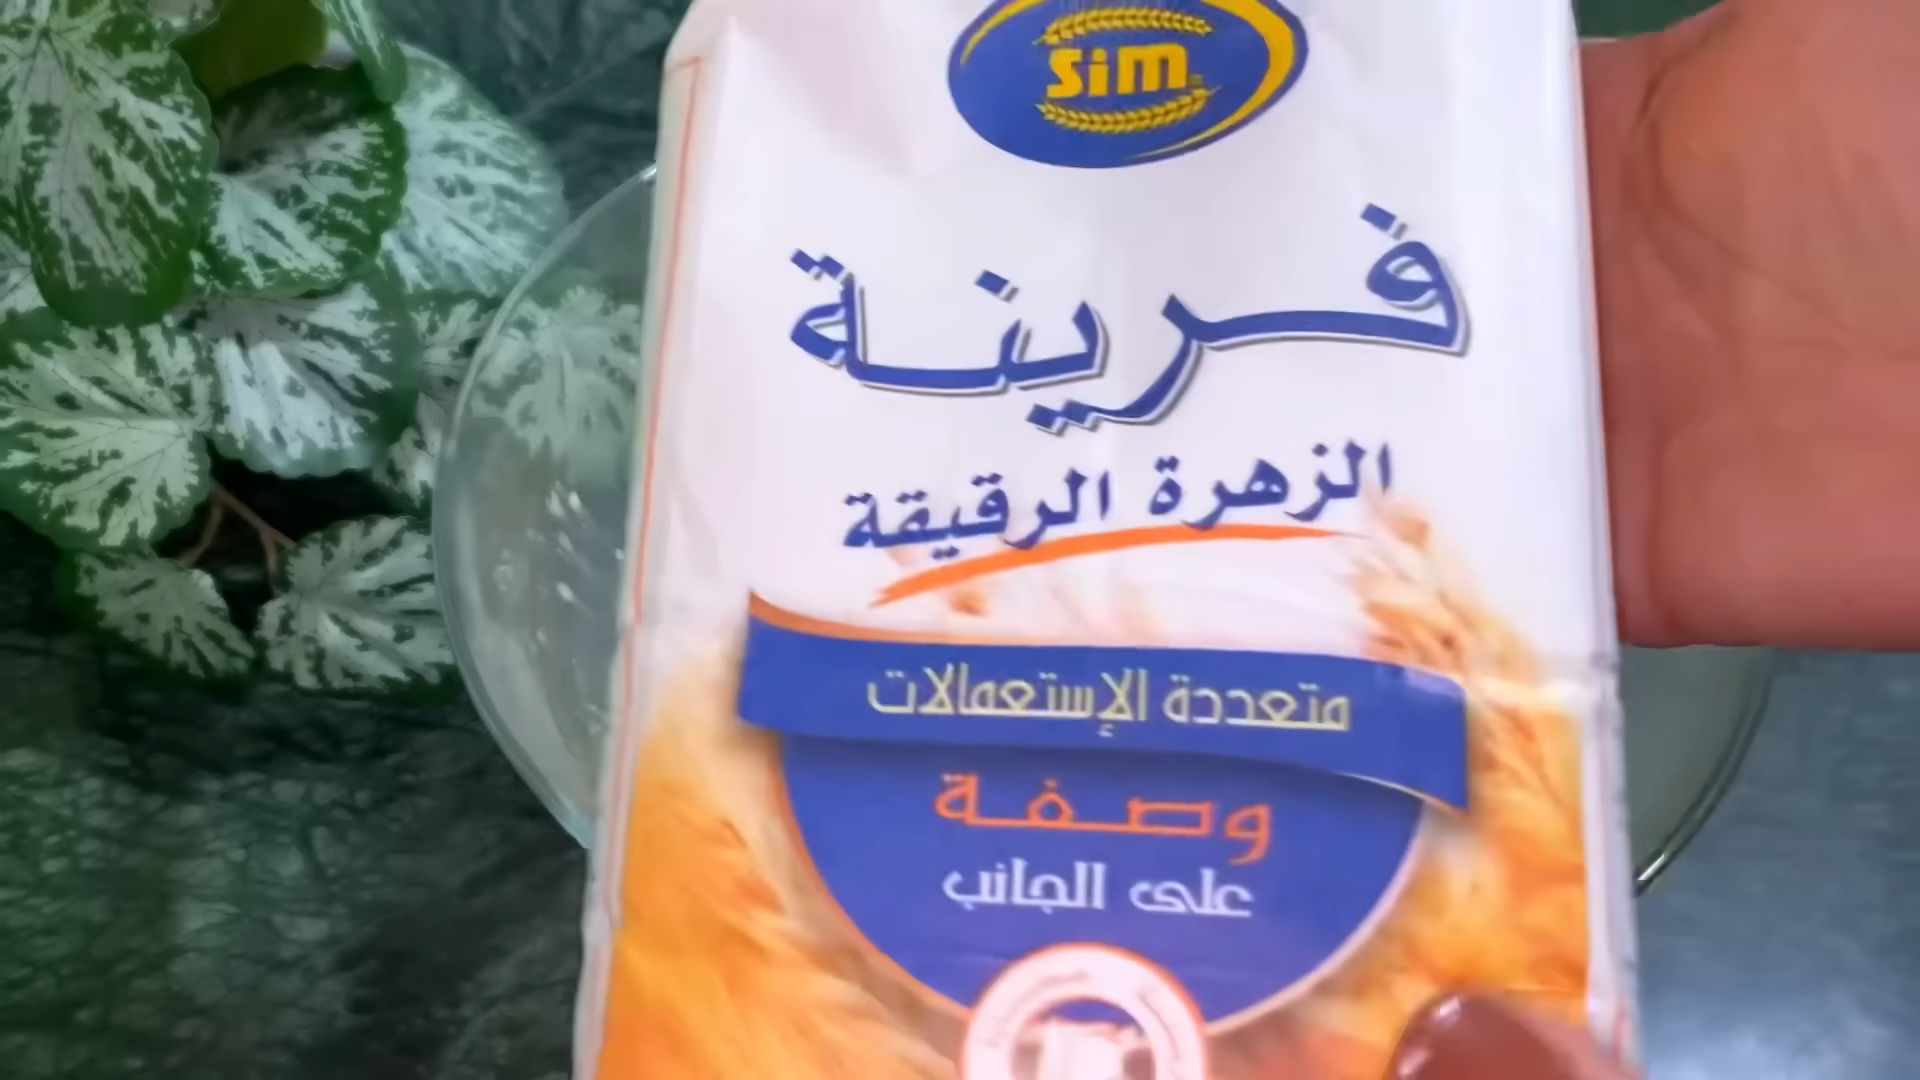 SiM
فرينة
الزهرة الرقيقة
متعددة الإستعمالات
وصفة
على الجانب